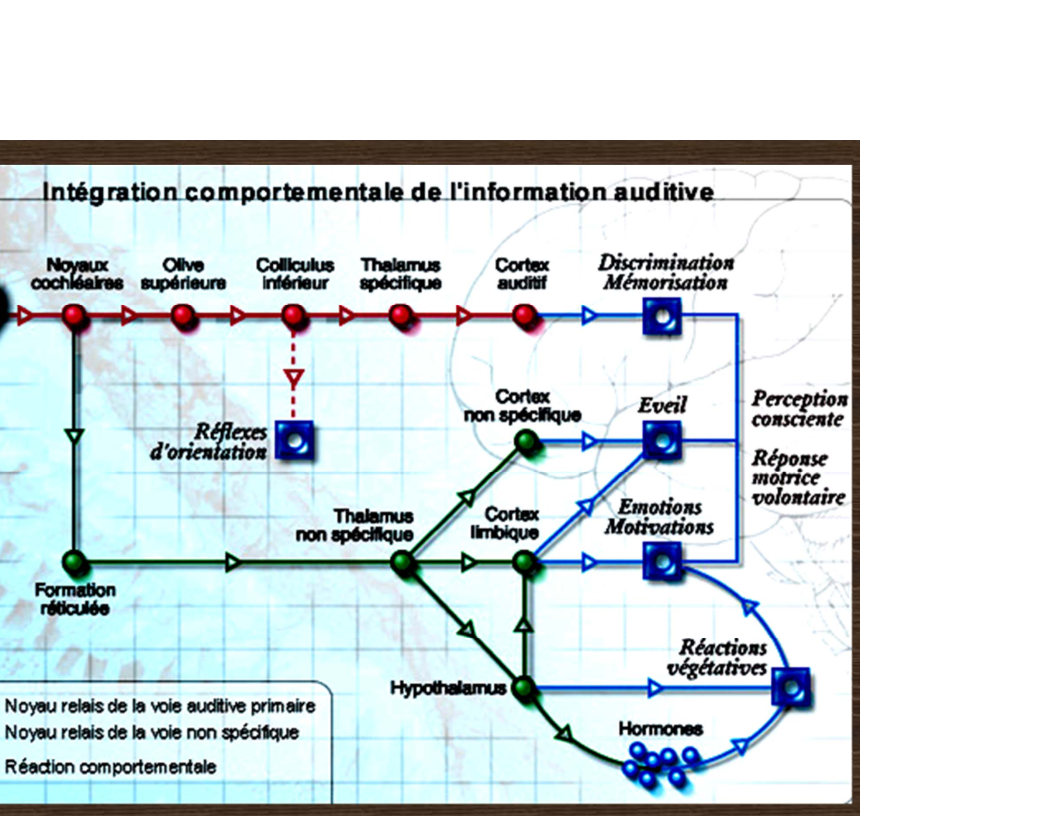 Intégration comportementale de l'information auditive
Noyaux
cochléaires
Olive
supérieure
Colliculus
inférieur
Thalamus
spécifique
Cortex
auditif
Discrimination
Mémorisation
Cortex
non spécifique
Eveil
Perception
consciente
Réflexes
d'orientation
Réponse
motrice
volontaire
Thalamus
non spécifique
Cortex
limbique
Emotions
Motivations
Formation
réticulée
Réactions
végétatives
Hypothalamus
Hormones
Noyau relais de la voie auditive primaire
Noyau relais de la voie non spécifique
Réaction comportementale